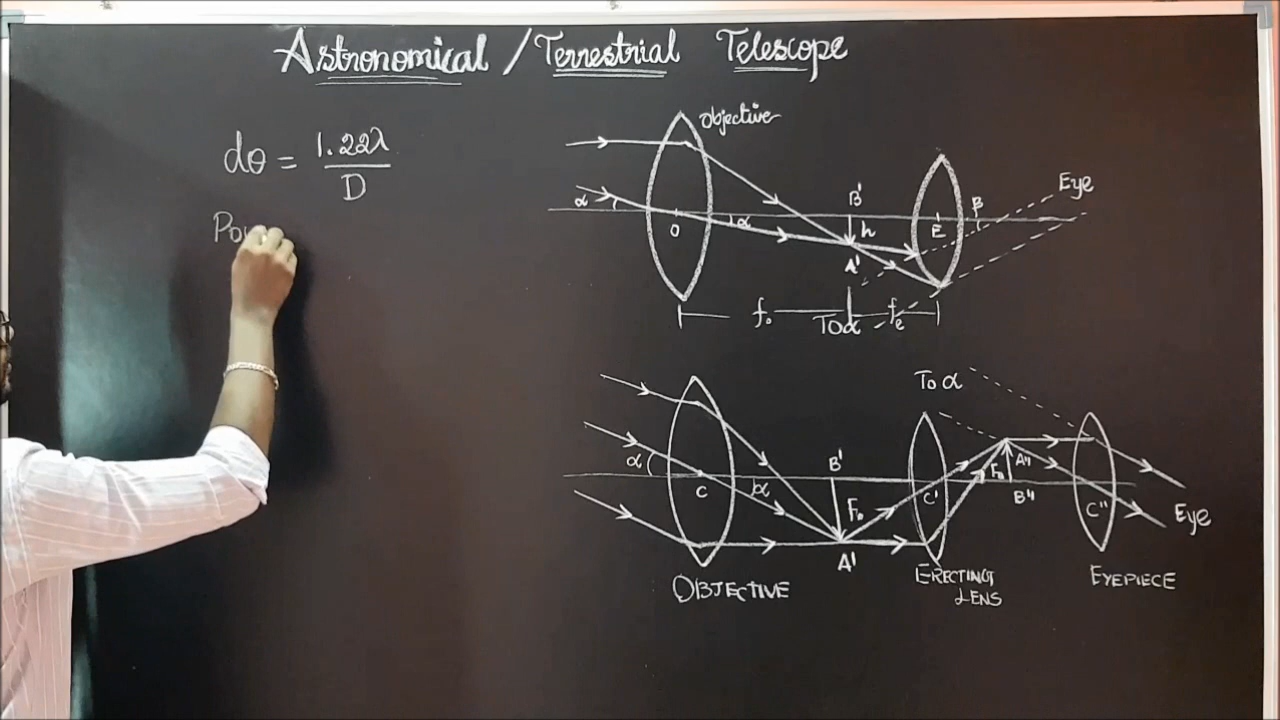 Astronomical / Terrestrial Telescope
dθ = 1.22λ
D
Objective
Eye
α
O
α
B'
h
A'
E
β
f₀
To α
fe
To α
α
C
α
B'
F₀
A'
C'
A"
B"
C"
Eye
OBJECTIVE
ERECTING
LENS
EYEPIECE